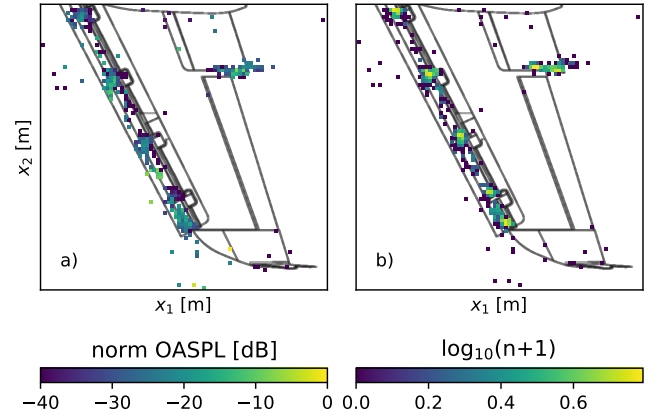 x₂ [m]
a)
b)
x₁ [m]
x₁ [m]
norm OASPL [dB]
log₁₀(n+1)
−40 −30 −20 −10 0
0.0 0.2 0.4 0.6